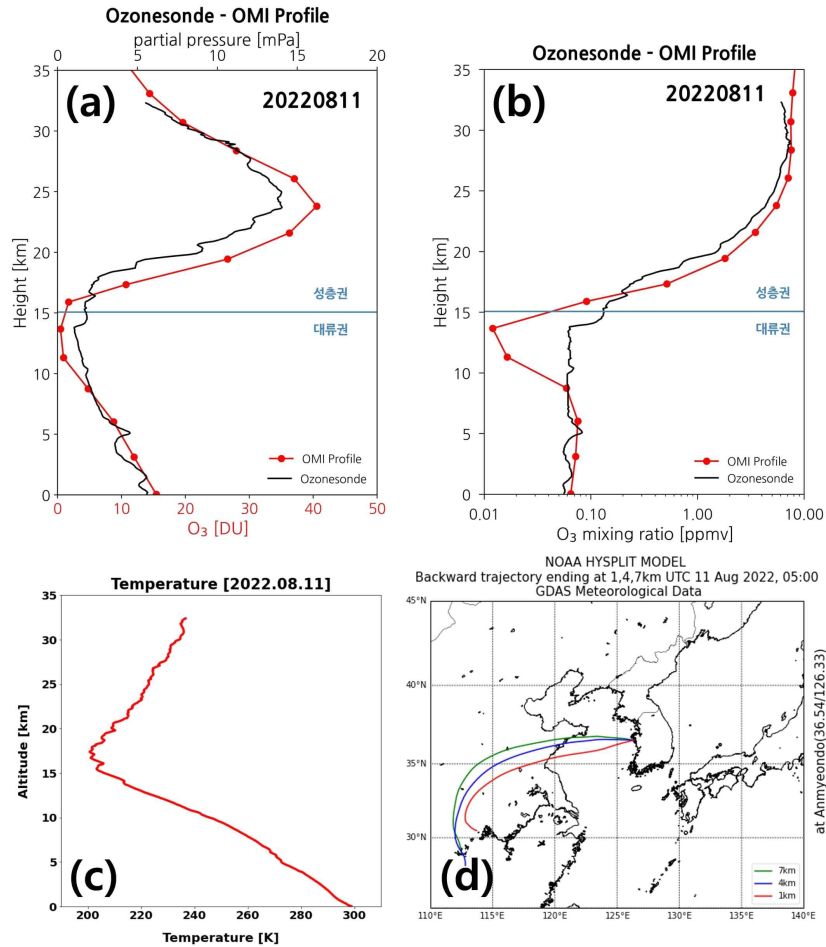 Ozonesonde - OMI Profile
partial pressure [mPa]
0 5 10 15 20
(a)
20220811
35
30
25
20
15
10
5
0
Height [km]
성층권
대류권
OMI Profile
Ozonesonde
0 10 20 30 40 50
O₃ [DU]
Ozonesonde - OMI Profile
(b)
20220811
35
30
25
20
15
10
5
0
Height [km]
성층권
대류권
OMI Profile
Ozonesonde
0.01 0.10 1.00 10.00
O₃ mixing ratio [ppmv]
Temperature [2022.08.11]
35
30
25
20
15
10
5
0
Altitude [km]
(c)
200 220 240 260 280 300
Temperature [K]
NOAA HYSPLIT MODEL
Backward trajectory ending at 1,4,7km UTC 11 Aug 2022, 05:00
GDAS Meteorological Data
45°N
40°N
35°N
30°N
(d)
7km
4km
1km
110°E 115°E 120°E 125°E 130°E 135°E 140°E
at Anmyeondo(36.54/126.33)